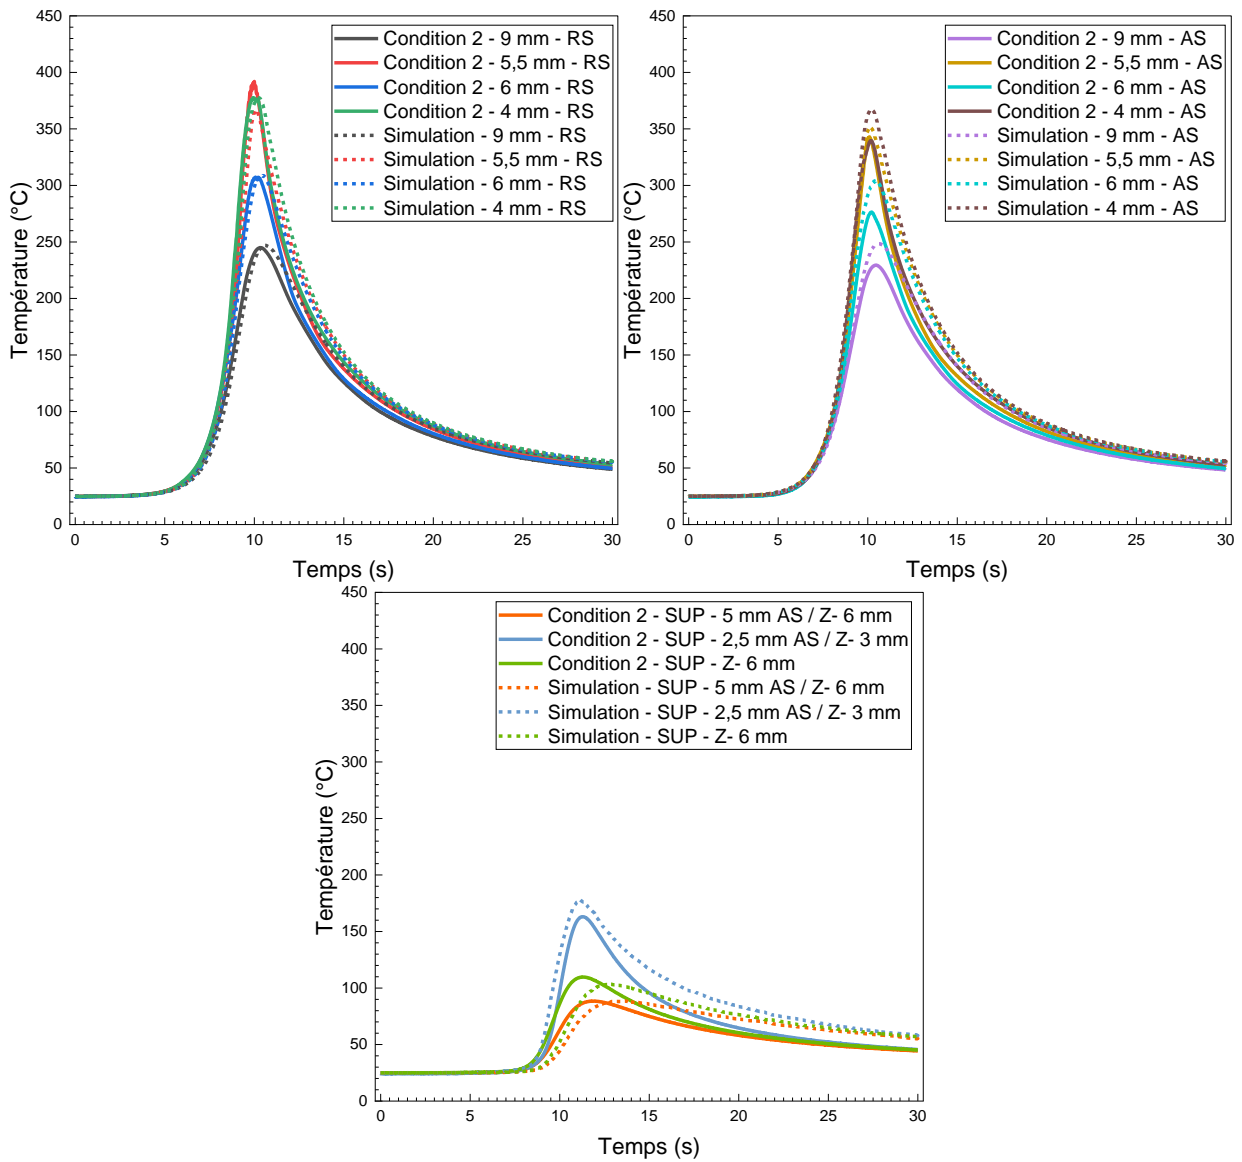 450
400
350
300
250
200
150
100
50
0
Température (°C)
0
5
10
15
20
25
30
Temps (s)
Condition 2 - 9 mm - RS
Condition 2 - 5,5 mm - RS
Condition 2 - 6 mm - RS
Condition 2 - 4 mm - RS
Simulation - 9 mm - RS
Simulation - 5,5 mm - RS
Simulation - 6 mm - RS
Simulation - 4 mm - RS
450
400
350
300
250
200
150
100
50
0
Température (°C)
0
5
10
15
20
25
30
Temps (s)
Condition 2 - 9 mm - AS
Condition 2 - 5,5 mm - AS
Condition 2 - 6 mm - AS
Condition 2 - 4 mm - AS
Simulation - 9 mm - AS
Simulation - 5,5 mm - AS
Simulation - 6 mm - AS
Simulation - 4 mm - AS
450
400
350
300
250
200
150
100
50
0
Température (°C)
0
5
10
15
20
25
30
Temps (s)
Condition 2 - SUP - 5 mm AS / Z- 6 mm
Condition 2 - SUP - 2,5 mm AS / Z- 3 mm
Condition 2 - SUP - Z- 6 mm
Simulation - SUP - 5 mm AS / Z- 6 mm
Simulation - SUP - 2,5 mm AS / Z- 3 mm
Simulation - SUP - Z- 6 mm